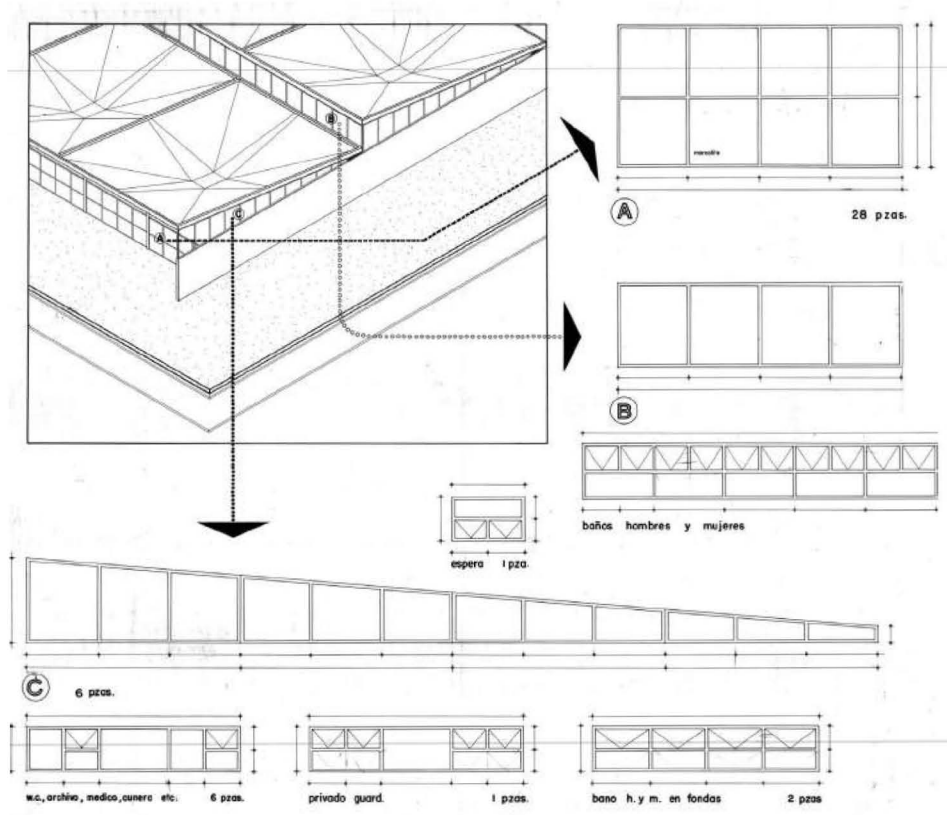 B
C
A
A
28 pzas.
B
baños hombres y mujeres
espera 1 pza.
C
6 pzas.
w.c., archivo, medico, cunero etc. 6 pzas.
privado guard. 1 pzas.
bano h. y m. en fondas 2 pzas